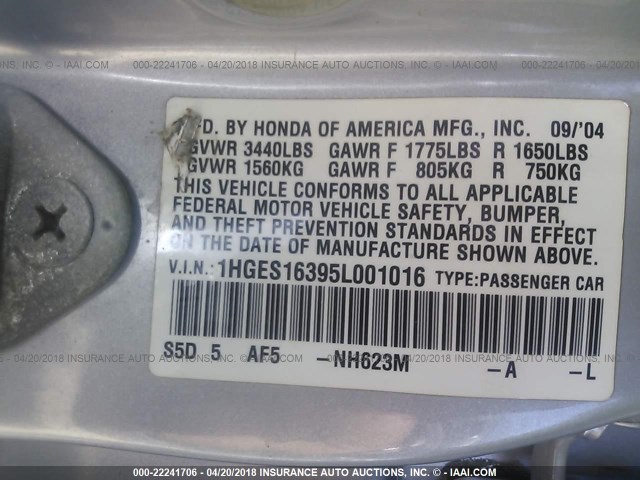 000-22241706 - 04/20/2018 INSURANCE AUTO AUCTIONS, INC. - © IAAI.COM
MFD. BY HONDA OF AMERICA MFG., INC. 09/'04
GVWR 3440LBS GAWR F 1775LBS R 1650LBS
GVWR 1560KG GAWR F 805KG R 750KG
THIS VEHICLE CONFORMS TO ALL APPLICABLE
FEDERAL MOTOR VEHICLE SAFETY, BUMPER,
AND THEFT PREVENTION STANDARDS IN EFFECT
ON THE DATE OF MANUFACTURE SHOWN ABOVE.
V.I.N.: 1HGES16395L001016 TYPE:PASSENGER CAR
S5D 5 AF5 -NH623M -A -L
000-22241706 - 04/20/2018 INSURANCE AUTO AUCTIONS, INC. - © IAAI.COM